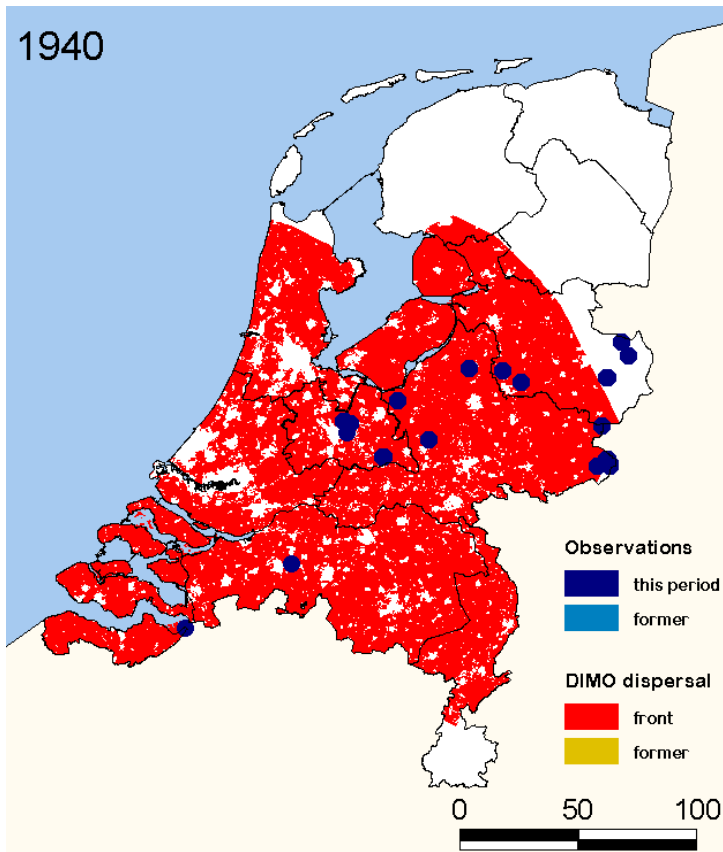 1940
Observations
this period
former
DIMO dispersal
front
former
0 50 100